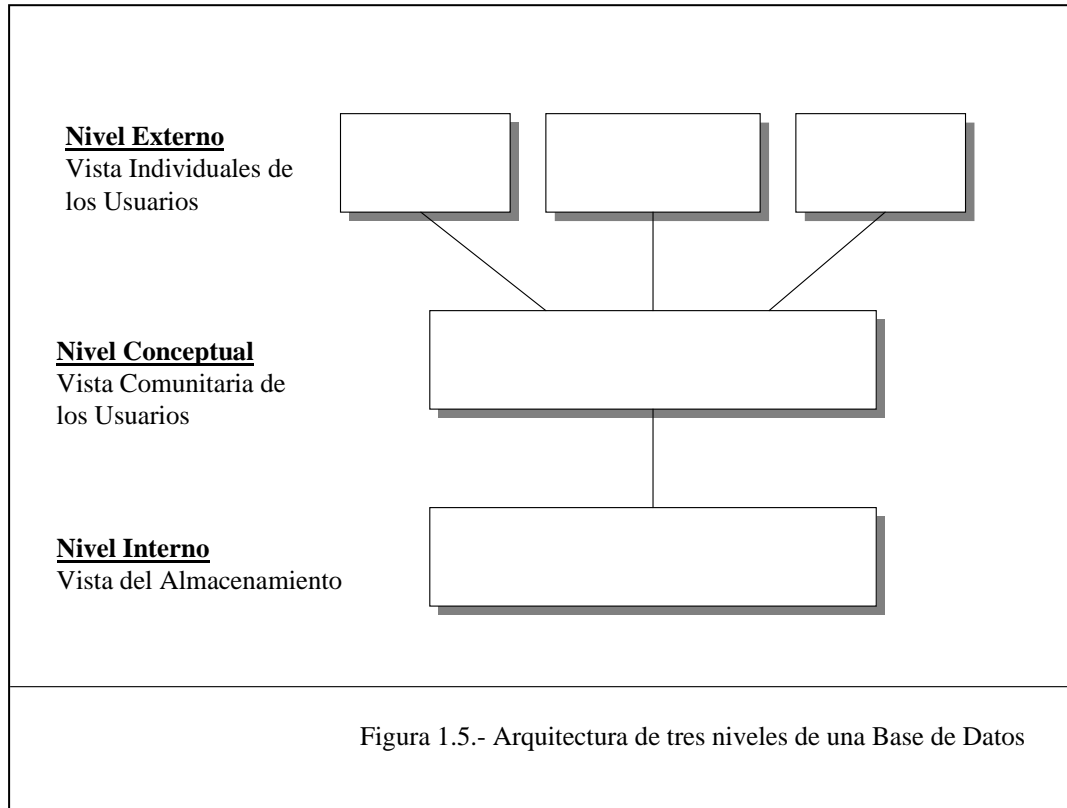 Nivel Externo
Vista Individuales de
los Usuarios
Nivel Conceptual
Vista Comunitaria de
los Usuarios
Nivel Interno
Vista del Almacenamiento
Figura 1.5.- Arquitectura de tres niveles de una Base de Datos